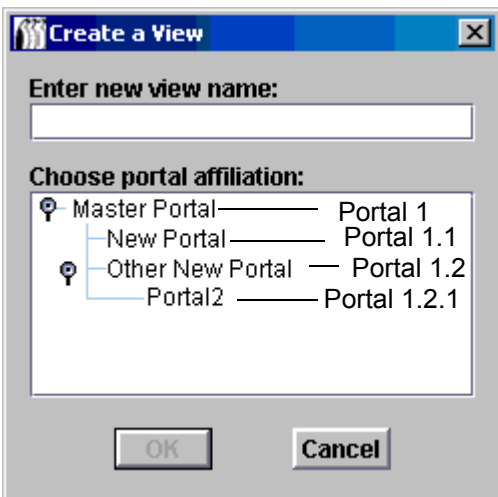 Create a View
Enter new view name:
Choose portal affiliation:
Master Portal Portal 1
New Portal Portal 1.1
Other New Portal Portal 1.2
Portal2 Portal 1.2.1
OK Cancel